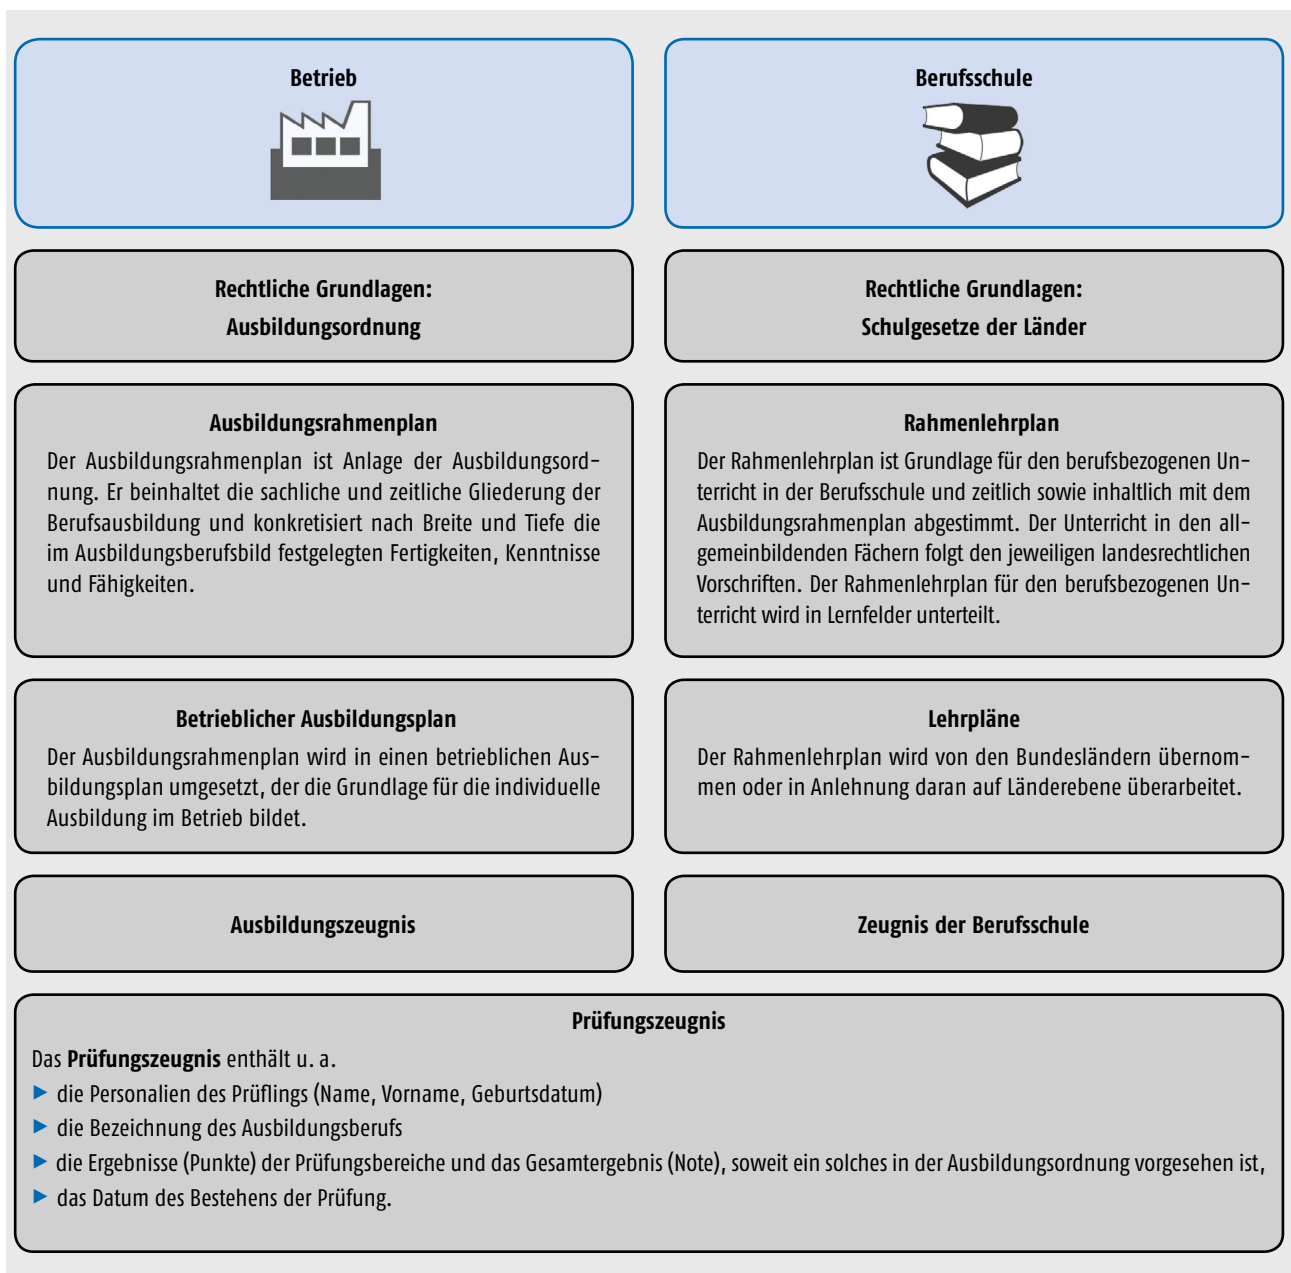 Betrieb
Berufsschule
Rechtliche Grundlagen:
Ausbildungsordnung
Rechtliche Grundlagen:
Schulgesetze der Länder
Ausbildungsrahmenplan
Der Ausbildungsrahmenplan ist Anlage der Ausbildungsord-
nung. Er beinhaltet die sachliche und zeitliche Gliederung der
Berufsausbildung und konkretisiert nach Breite und Tiefe die
im Ausbildungsberufsbild festgelegten Fertigkeiten, Kenntnisse
und Fähigkeiten.
Rahmenlehrplan
Der Rahmenlehrplan ist Grundlage für den berufsbezogenen Un-
terricht in der Berufsschule und zeitlich sowie inhaltlich mit dem
Ausbildungsrahmenplan abgestimmt. Der Unterricht in den all-
gemeinbildenden Fächern folgt den jeweiligen landesrechtlichen
Vorschriften. Der Rahmenlehrplan für den berufsbezogenen Un-
terricht wird in Lernfelder unterteilt.
Betrieblicher Ausbildungsplan
Der Ausbildungsrahmenplan wird in einen betrieblichen Aus-
bildungsplan umgesetzt, der die Grundlage für die individuelle
Ausbildung im Betrieb bildet.
Lehrpläne
Der Rahmenlehrplan wird von den Bundesländern übernom-
men oder in Anlehnung daran auf Länderebene überarbeitet.
Ausbildungszeugnis
Zeugnis der Berufsschule
Prüfungszeugnis
Das Prüfungszeugnis enthält u. a.
▶ die Personalien des Prüflings (Name, Vorname, Geburtsdatum)
▶ die Bezeichnung des Ausbildungsberufs
▶ die Ergebnisse (Punkte) der Prüfungsbereiche und das Gesamtergebnis (Note), soweit ein solches in der Ausbildungsordnung vorgesehen ist,
▶ das Datum des Bestehens der Prüfung.